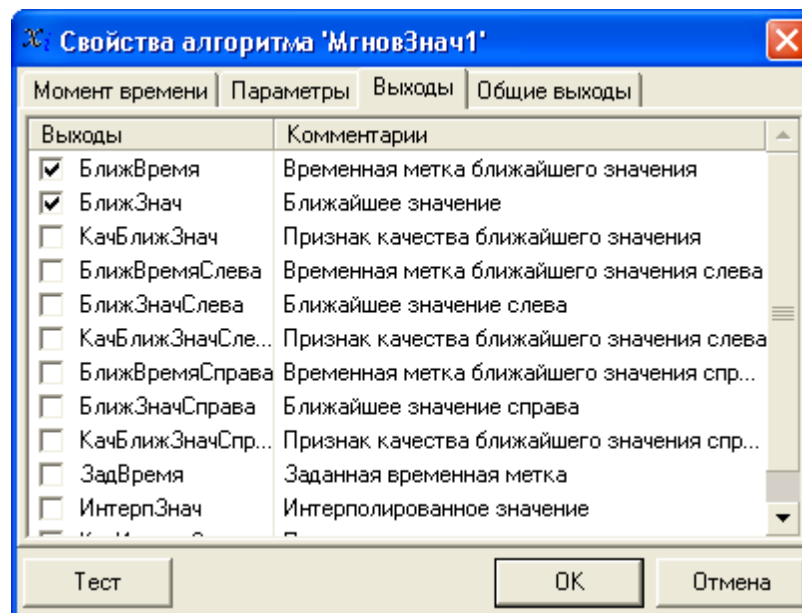 Xi Свойства алгоритма 'МгновЗнач1'
Момент времени Параметры Выходы Общие выходы
Выходы Комментарии
БлижВремя Временная метка ближайшего значения
БлижЗнач Ближайшее значение
КачБлижЗнач Признак качества ближайшего значения
БлижВремяСлева Временная метка ближайшего значения слева
БлижЗначСлева Ближайшее значение слева
КачБлижЗначСле... Признак качества ближайшего значения слева
БлижВремяСправа Временная метка ближайшего значения спр...
БлижЗначСправа Ближайшее значение справа
КачБлижЗначСпр... Признак качества ближайшего значения спр...
ЗадВремя Заданная временная метка
ИнтерпЗнач Интерполированное значение
Тест OK Отмена